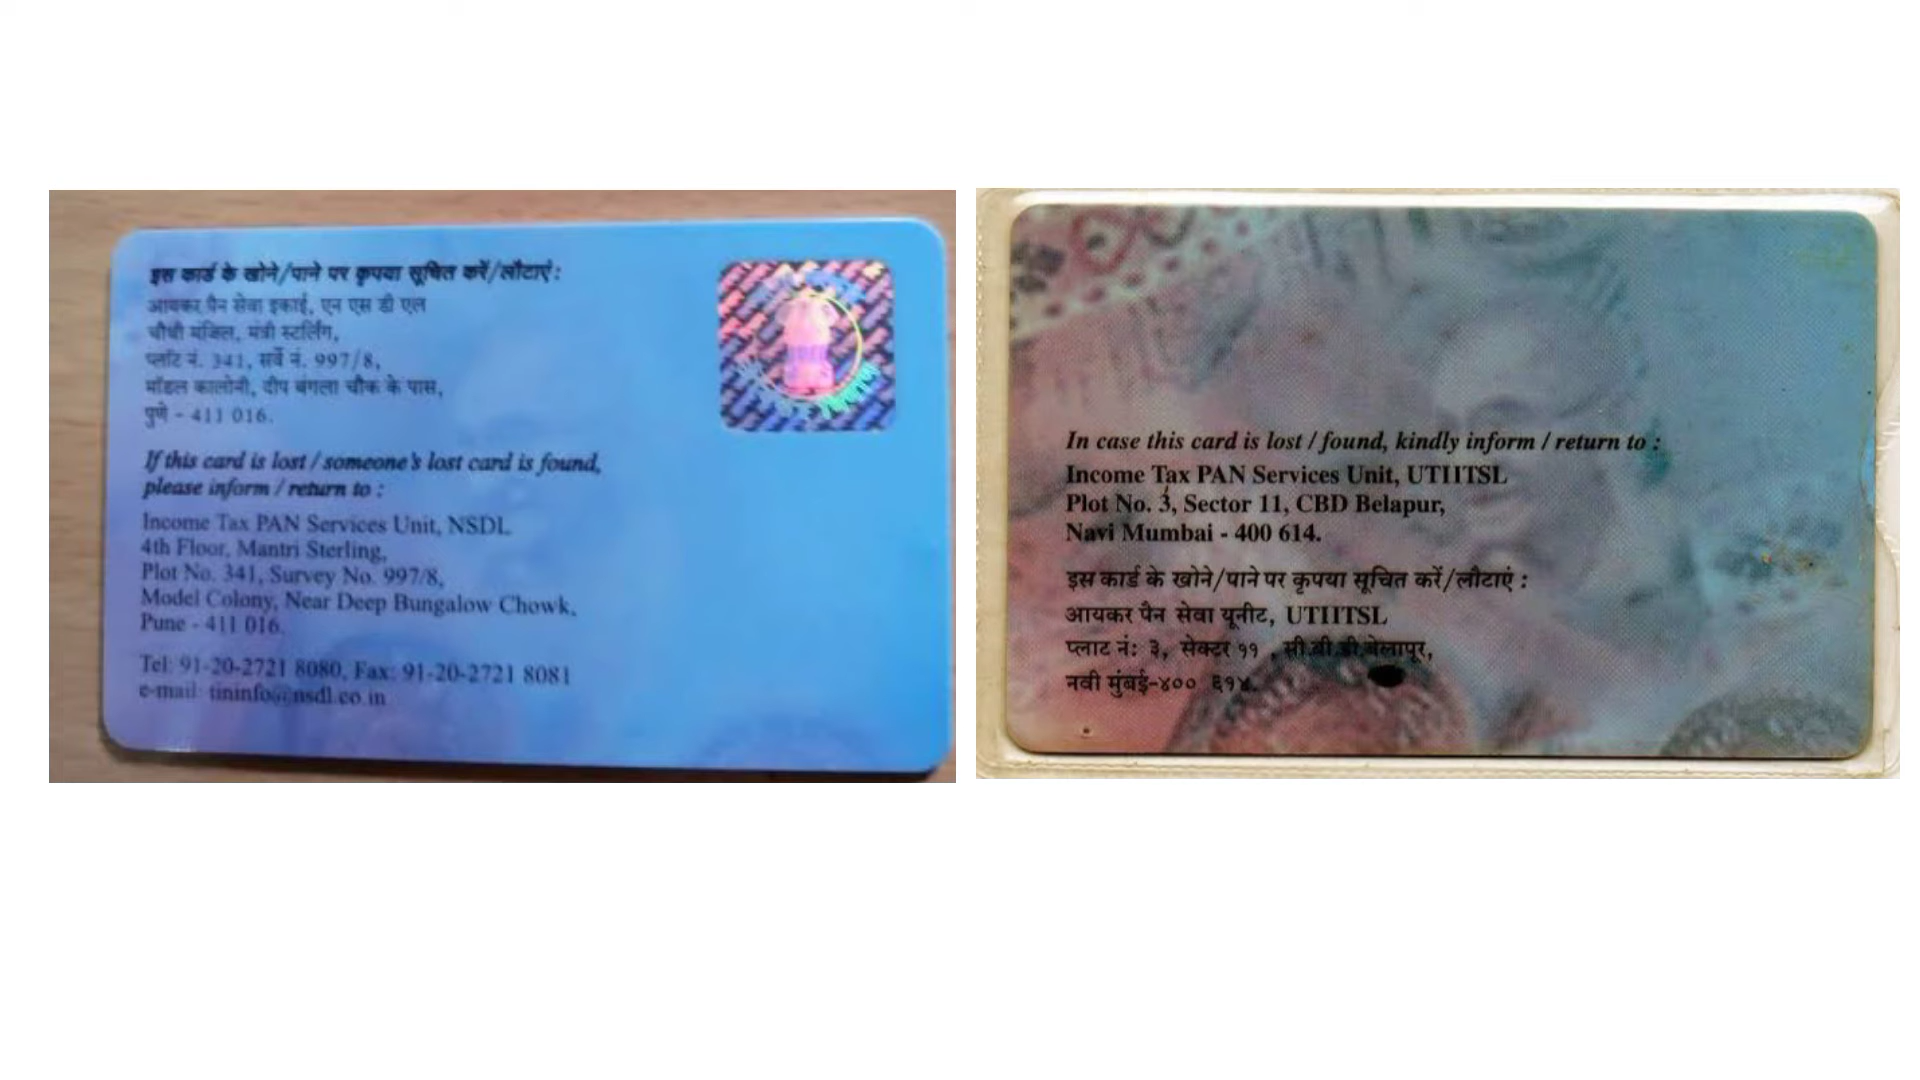 इस कार्ड के खोने/पाने पर कृपया सूचित करें/लौटाएं :
आयकर पैन सेवा इकाई, एन एस डी एल
चौथी मंजिल, मंत्री स्टर्लिंग,
प्लॉट नं. 341, सर्वे नं. 997/8,
मॉडल कालोनी, दीप बंगला चौक के पास,
पुणे - 411 016.
If this card is lost / someone's lost card is found,
please inform / return to :
Income Tax PAN Services Unit, NSDL
4th Floor, Mantri Sterling,
Plot No. 341, Survey No. 997/8,
Model Colony, Near Deep Bungalow Chowk,
Pune - 411 016.
Tel: 91-20-2721 8080, Fax: 91-20-2721 8081
e-mail: tininfo@nsdl.co.in
In case this card is lost / found, kindly inform / return to :
Income Tax PAN Services Unit, UTIITSL
Plot No. 3, Sector 11, CBD Belapur,
Navi Mumbai - 400 614.
इस कार्ड के खोने/पाने पर कृपया सूचित करें/लौटाएं :
आयकर पैन सेवा यूनीट, UTIITSL
प्लाट नं: ३, सेक्टर ११ , सी.बी.डी.बेलापूर,
नवी मुंबई-४०० ६१४.